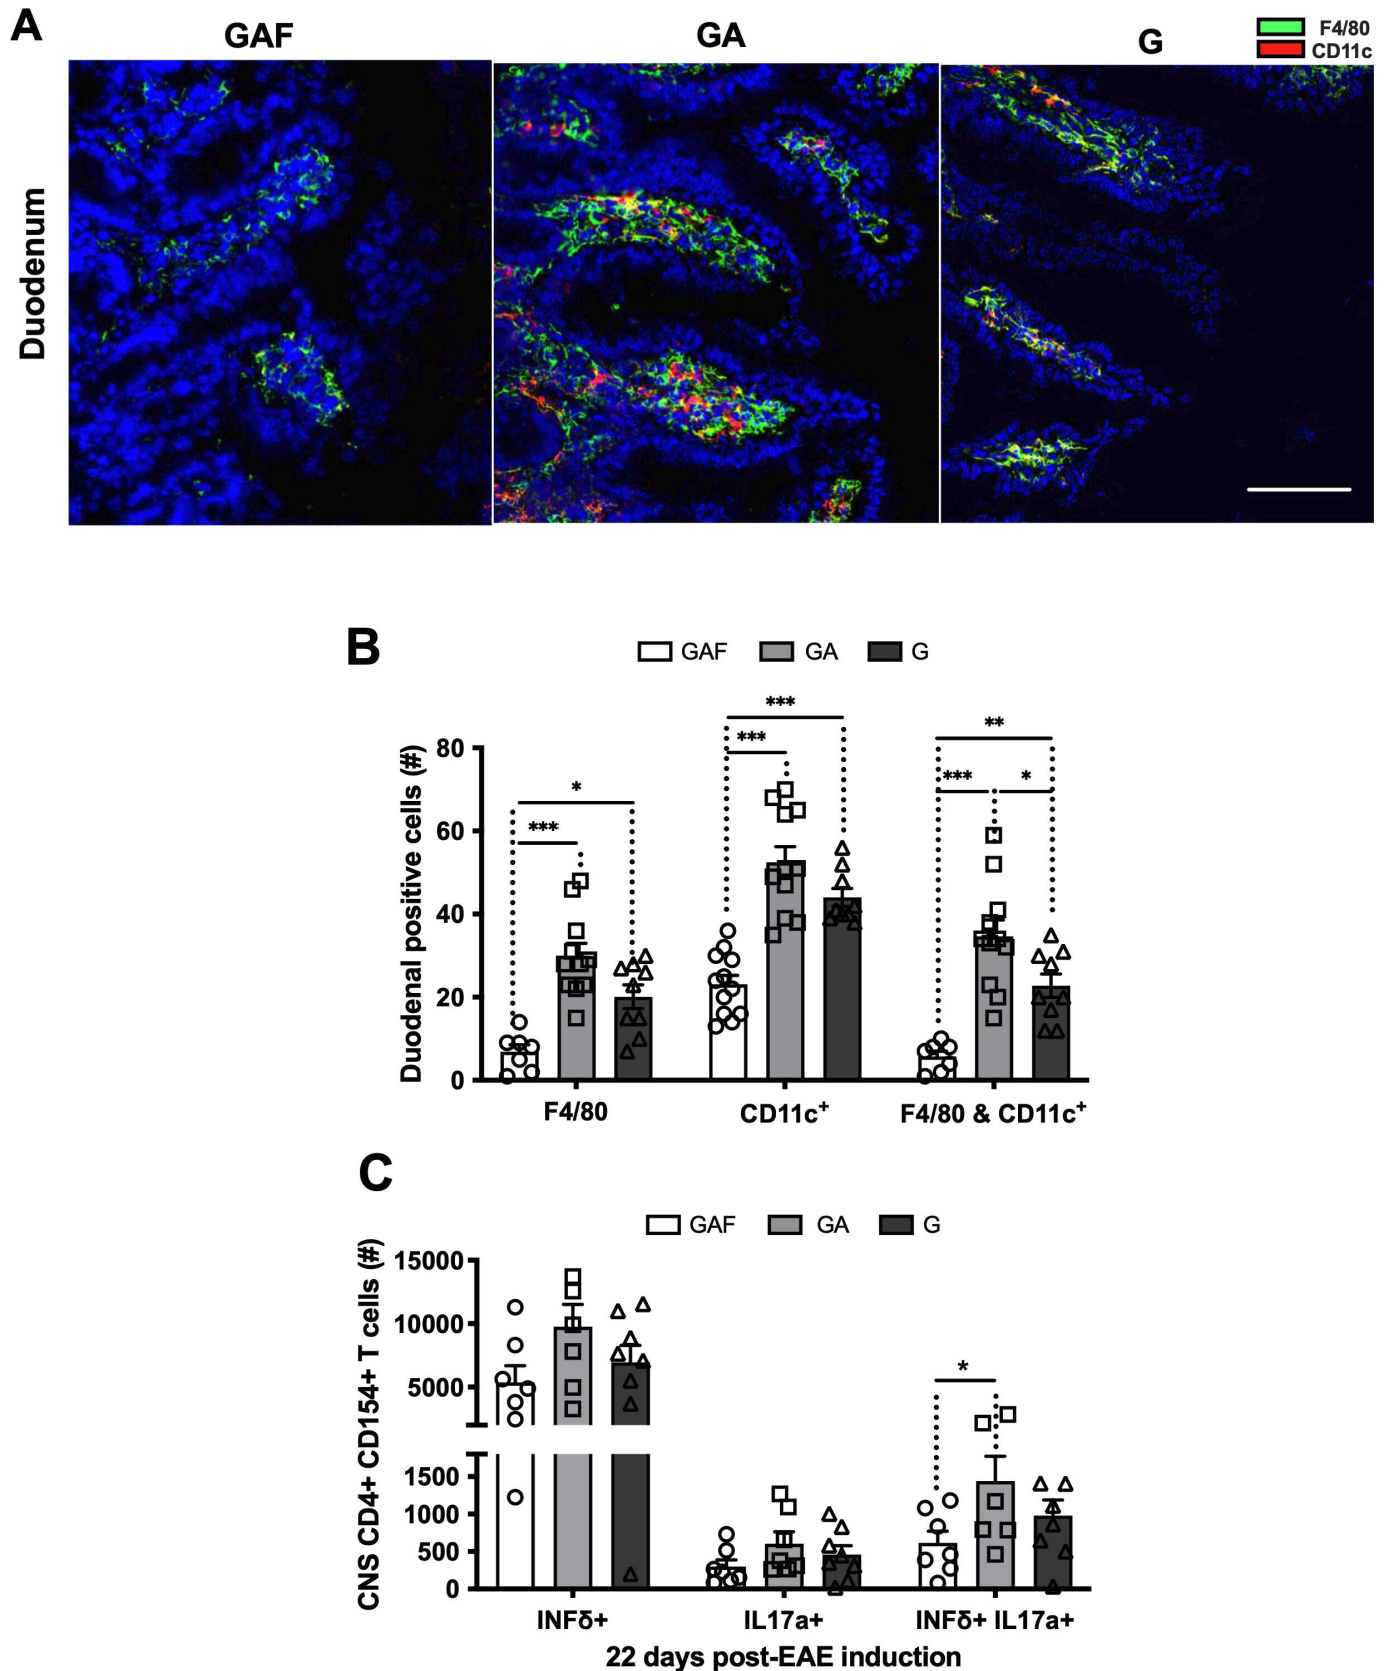 A
GAF
GA
G
F4/80
CD11c
Duodenum
B
GAF
GA
G
Duodenal positive cells (#)
80
60
40
20
0
*
***
***
***
**
***
*
F4/80
CD11c⁺
F4/80 & CD11c⁺
C
GAF
GA
G
CNS CD4+ CD154+ T cells (#)
15000
10000
5000
1500
1000
500
0
*
INFδ+
IL17a+
INFδ+ IL17a+
22 days post-EAE induction